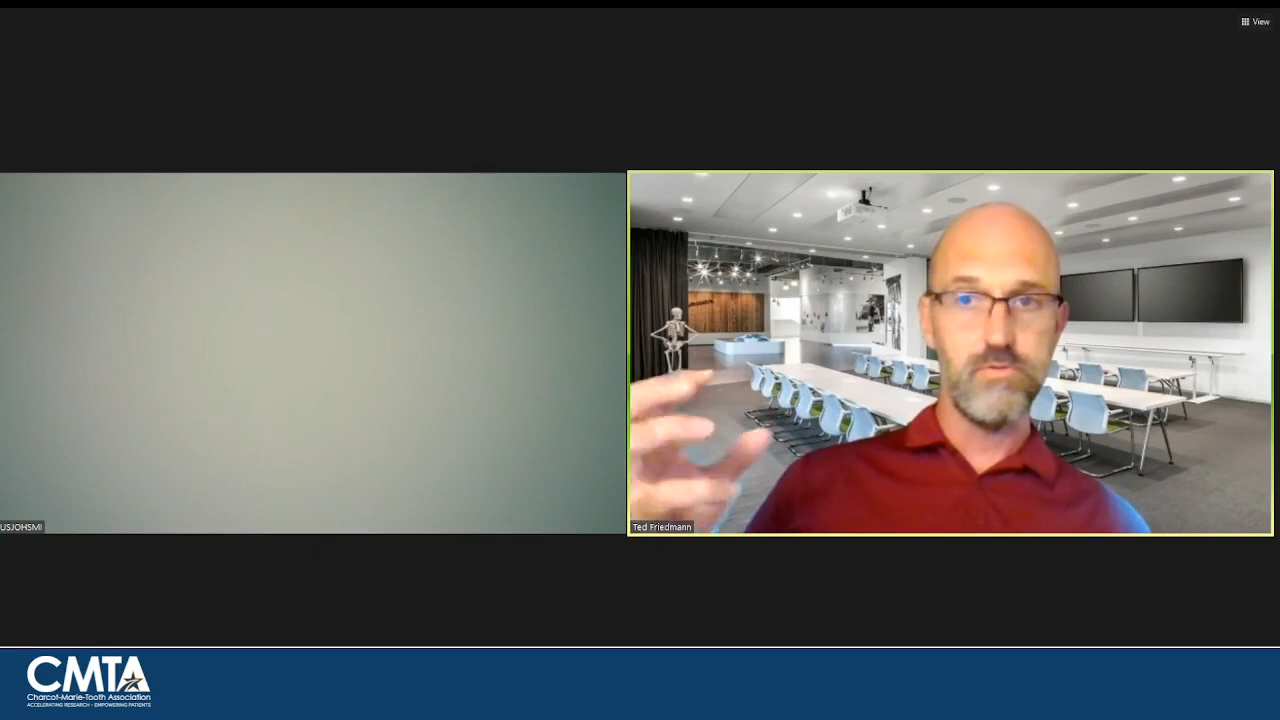 View
USJOHSMI
Ted Friedmann
CMTA
Charcot-Marie-Tooth Association
ACCELERATING RESEARCH - EMPOWERING PATIENTS